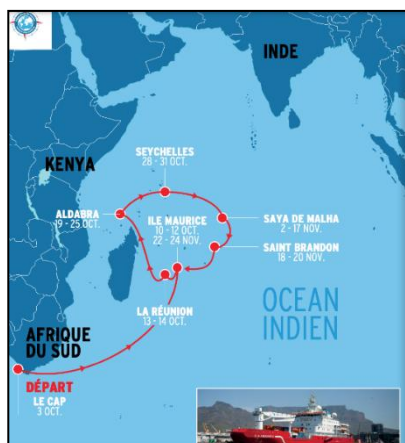 INDE
SEYCHELLES
28 - 31 OCT.
KENYA
ALDABRA
19 - 25 OCT.
ILE MAURICE
10 - 12 OCT.
22 - 24 NOV.
SAYA DE MALHA
2 - 17 NOV.
SAINT BRANDON
18 - 20 NOV.
OCEAN
INDIEN
LA RÉUNION
13 - 14 OCT.
AFRIQUE
DU SUD
DÉPART
LE CAP
3 OCT.